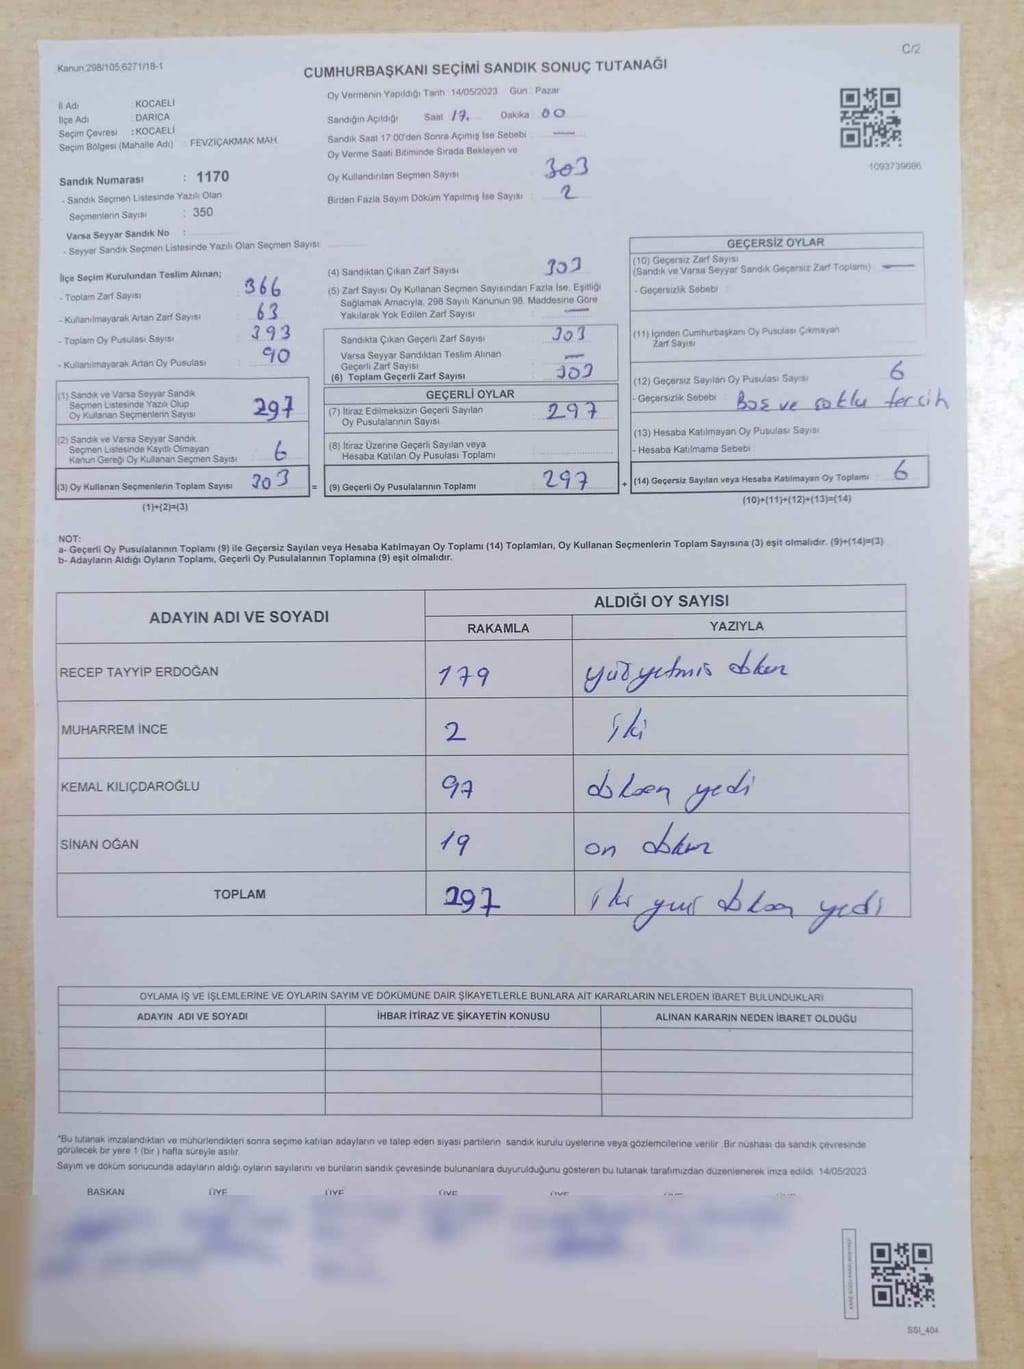 C/2
Kanun:298/105,6271/18-1
CUMHURBAŞKANI SEÇİMİ SANDIK SONUÇ TUTANAĞI
İl Adı : KOCAELİ
İlçe Adı : DARICA
Seçim Çevresi : KOCAELİ
Seçim Bölgesi (Mahalle Adı) : FEVZİÇAKMAK MAH
Sandık Numarası : 1170
- Sandık Seçmen Listesinde Yazılı Olan
Seçmenlerin Sayısı : 350
Varsa Seyyar Sandık No :
- Seyyar Sandık Seçmen Listesinde Yazılı Olan Seçmen Sayısı:
Oy Vermenin Yapıldığı Tarih : 14/05/2023 Gün : Pazar
Sandığın Açıldığı Saat 17. Dakika : 00
Sandık Saat 17:00'den Sonra Açımış İse Sebebi : —
Oy Verme Saati Bitiminde Sırada Bekleyen ve
Oy Kullandırılan Seçmen Sayısı : 303
Birden Fazla Sayım Döküm Yapılmış İse Sayısı : 2
1093739686
İlçe Seçim Kurulundan Teslim Alınan;
- Toplam Zarf Sayısı : 366
- Kullanılmayarak Artan Zarf Sayısı : 63
- Toplam Oy Pusulası Sayısı : 393
- Kullanılmayarak Artan Oy Pusulası : 90
(1) Sandık ve Varsa Seyyar Sandık
Seçmen Listesinde Yazılı Olup
Oy Kullanan Seçmenlerin Sayısı 297
(2) Sandık ve Varsa Seyyar Sandık
Seçmen Listesinde Kayıtlı Olmayan
Kanun Gereği Oy Kullanan Seçmen Sayısı 6
(3) Oy Kullanan Seçmenlerin Toplam Sayısı 303 =
(1)+(2)=(3)
(4) Sandıktan Çıkan Zarf Sayısı : 303
(5) Zarf Sayısı Oy Kullanan Seçmen Sayısından Fazla İse, Eşitliği
Sağlamak Amacıyla, 298 Sayılı Kanunun 98. Maddesine Göre
Yakılarak Yok Edilen Zarf Sayısı : —
Sandıkta Çıkan Geçerli Zarf Sayısı : 303
Varsa Seyyar Sandıktan Teslim Alınan
Geçerli Zarf Sayısı —
(6) Toplam Geçerli Zarf Sayısı : 303
GEÇERLİ OYLAR
(7) İtiraz Edilmeksizin Geçerli Sayılan
Oy Pusulalarının Sayısı : 297
(8) İtiraz Üzerine Geçerli Sayılan veya
Hesaba Katılan Oy Pusulası Toplamı :
(9) Geçerli Oy Pusulalarının Toplamı : 297 +
GEÇERSİZ OYLAR
(10) Geçersiz Zarf Sayısı
(Sandık ve Varsa Seyyar Sandık Geçersiz Zarf Toplamı) : —
- Geçersizlik Sebebi :
(11) İçinden Cumhurbaşkanı Oy Pusulası Çıkmayan
Zarf Sayısı :
(12) Geçersiz Sayılan Oy Pusulası Sayısı : 6
- Geçersizlik Sebebi : Boş ve çoklu tercih
(13) Hesaba Katılmayan Oy Pusulası Sayısı :
- Hesaba Katılmama Sebebi :
(14) Geçersiz Sayılan veya Hesaba Katılmayan Oy Toplamı : 6
(10)+(11)+(12)+(13)=(14)
NOT:
a- Geçerli Oy Pusulalarının Toplamı (9) ile Geçersiz Sayılan veya Hesaba Katılmayan Oy Toplamı (14) Toplamları, Oy Kullanan Seçmenlerin Toplam Sayısına (3) eşit olmalıdır. (9)+(14)=(3)
b- Adayların Aldığı Oyların Toplamı, Geçerli Oy Pusulalarının Toplamına (9) eşit olmalıdır.
ADAYIN ADI VE SOYADI ALDIĞI OY SAYISI
RAKAMLA YAZIYLA
RECEP TAYYİP ERDOĞAN 179 yüzyetmiş dokuz
MUHARREM İNCE 2 iki
KEMAL KILIÇDAROĞLU 97 doksan yedi
SİNAN OĞAN 19 on dokuz
TOPLAM 297 iki yüz doksan yedi
OYLAMA İŞ VE İŞLEMLERİNE VE OYLARIN SAYIM VE DÖKÜMÜNE DAİR ŞİKAYETLERLE BUNLARA AİT KARARLARIN NELERDEN İBARET BULUNDUKLARI
ADAYIN ADI VE SOYADI İHBAR İTİRAZ VE ŞİKAYETİN KONUSU ALINAN KARARIN NEDEN İBARET OLDUĞU
*Bu tutanak imzalandıktan ve mühürlendikten sonra seçime katılan adayların ve talep eden siyasi partilerin sandık kurulu üyelerine veya gözlemcilerine verilir. Bir nüshası da sandık çevresinde
görülecek bir yere 1 (bir) hafta süreyle asılır.
Sayım ve döküm sonucunda adayların aldığı oyların sayılarını ve bunların sandık çevresinde bulunanlara duyurulduğunu gösteren bu tutanak tarafımızdan düzenlenerek imza edildi. 14/05/2023
BAŞKAN ÜYE ÜYE ÜYE ÜYE
SSI_404